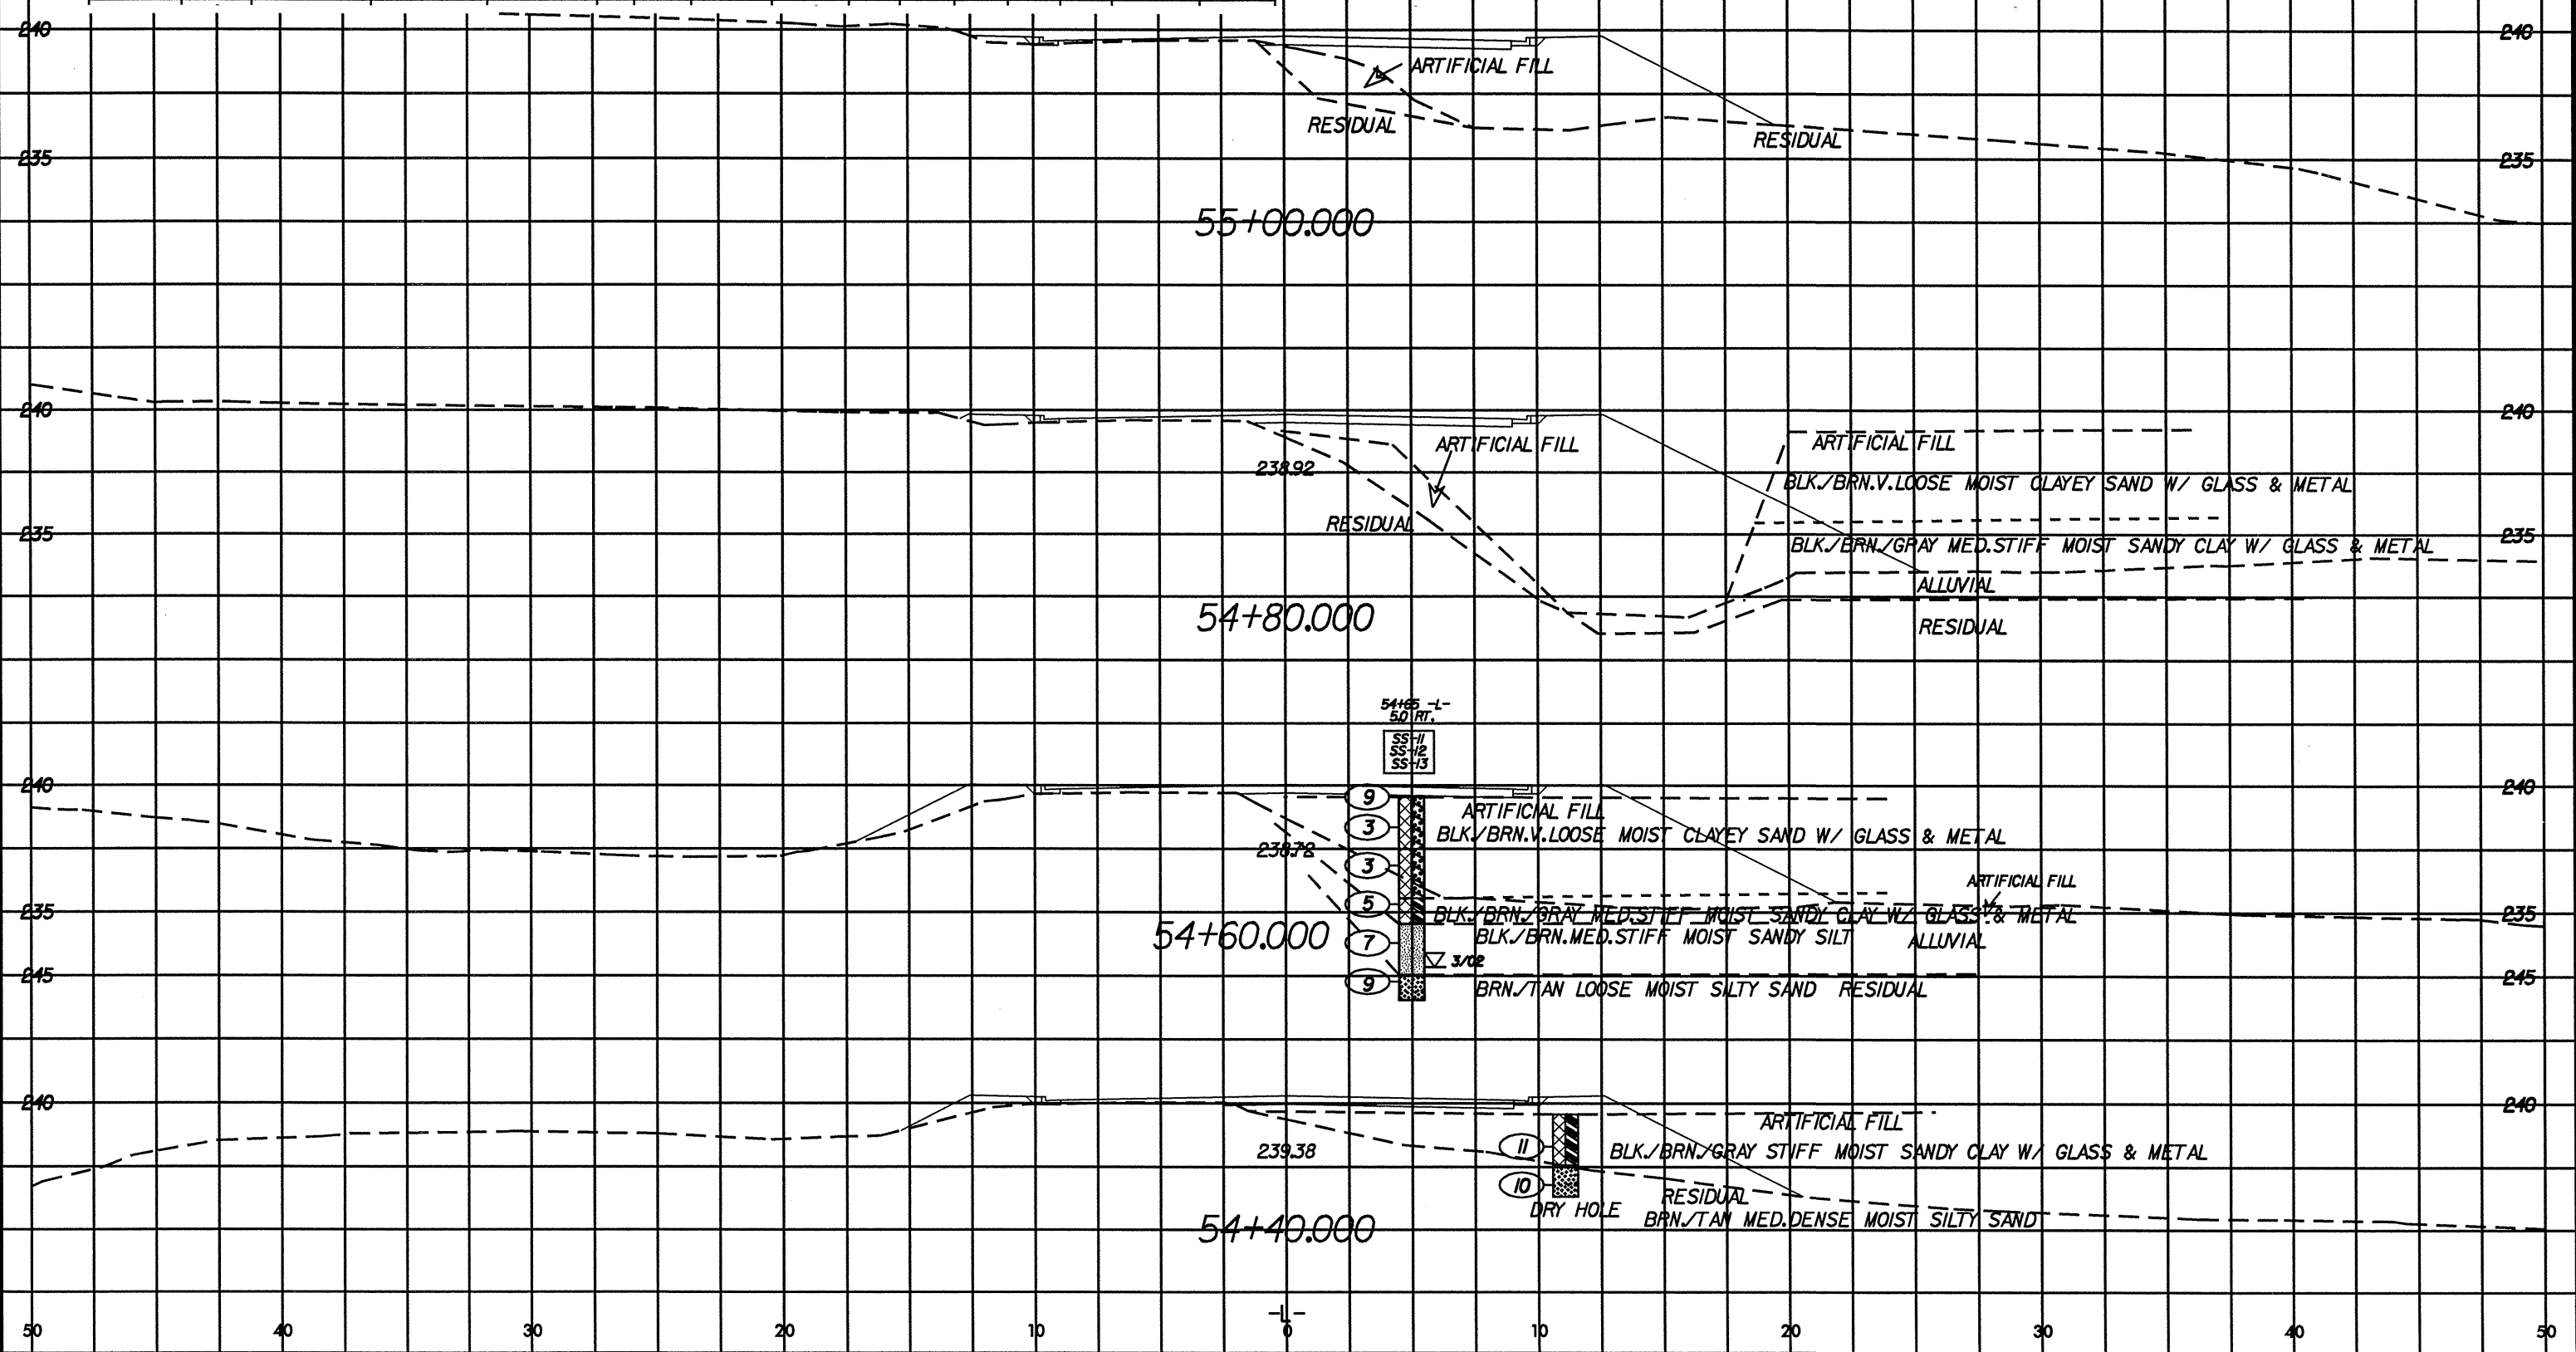 240 240
ARTIFICIAL FILL
RESIDUAL
RESIDUAL
235 235
55+00.000
240 240
ARTIFICIAL FILL
ARTIFICIAL FILL
238.92
BLK./BRN.V.LOOSE MOIST CLAYEY SAND W/ GLASS & METAL
RESIDUAL
235 235
BLK./BRN./GRAY MED.STIFF MOIST SANDY CLAY W/ GLASS & METAL
ALLUVIAL
54+80.000
RESIDUAL
54+65 -L-
5.0 RT.
SS-11
SS-12
SS-13
240 240
9
ARTIFICIAL FILL
3
BLK./BRN.V.LOOSE MOIST CLAYEY SAND W/ GLASS & METAL
238.72
3
ARTIFICIAL FILL
5
235 235
BLK./BRN./GRAY MED.STIFF MOIST SANDY CLAY W/ GLASS & METAL
54+60.000
7
BLK./BRN.MED.STIFF MOIST SANDY SILT ALLUVIAL
3/02
245 245
9
BRN./TAN LOOSE MOIST SILTY SAND RESIDUAL
240 240
ARTIFICIAL FILL
239.38
11
BLK./BRN./GRAY STIFF MOIST SANDY CLAY W/ GLASS & METAL
10
RESIDUAL
DRY HOLE
BRN./TAN MED.DENSE MOIST SILTY SAND
54+40.000
-L-
50 40 30 20 10 0 10 20 30 40 50